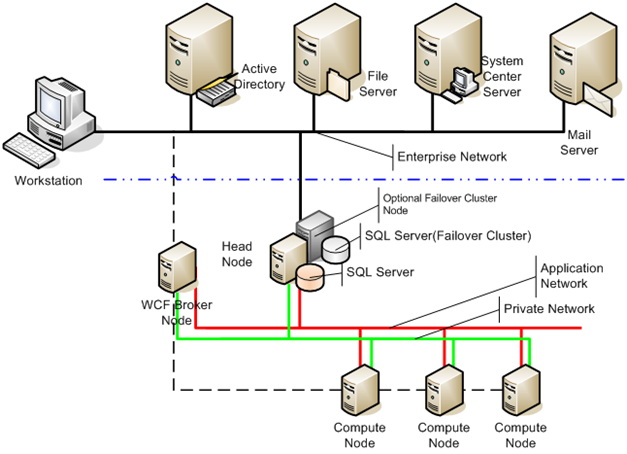 Active
Directory
File
Server
System
Center
Server
Mail
Server
Workstation
Enterprise Network
Optional Failover Cluster
Node
SQL Server(Failover Cluster)
Head
Node
SQL Server
Application
Network
WCF Broker
Node
Private Network
Compute
Node
Compute
Node
Compute
Node